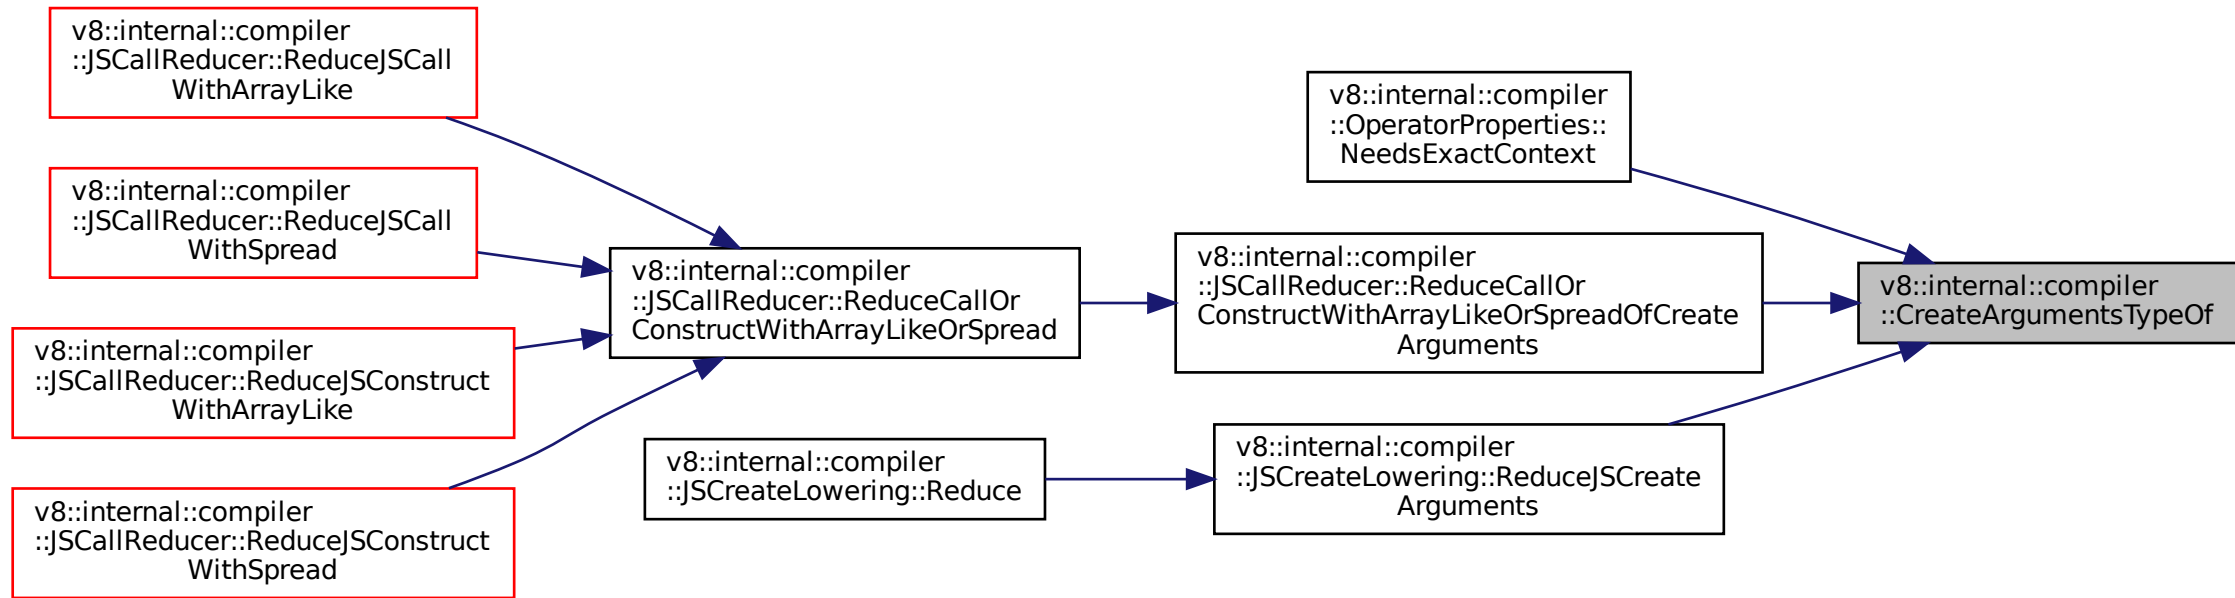 v8::internal::compiler
::JSCallReducer::ReduceJSCall
WithArrayLike
v8::internal::compiler
::JSCallReducer::ReduceJSCall
WithSpread
v8::internal::compiler
::JSCallReducer::ReduceJSConstruct
WithArrayLike
v8::internal::compiler
::JSCallReducer::ReduceJSConstruct
WithSpread
v8::internal::compiler
::JSCallReducer::ReduceCallOr
ConstructWithArrayLikeOrSpread
v8::internal::compiler
::JSCreateLowering::Reduce
v8::internal::compiler
::OperatorProperties::
NeedsExactContext
v8::internal::compiler
::JSCallReducer::ReduceCallOr
ConstructWithArrayLikeOrSpreadOfCreate
Arguments
v8::internal::compiler
::JSCreateLowering::ReduceJSCreate
Arguments
v8::internal::compiler
::CreateArgumentsTypeOf